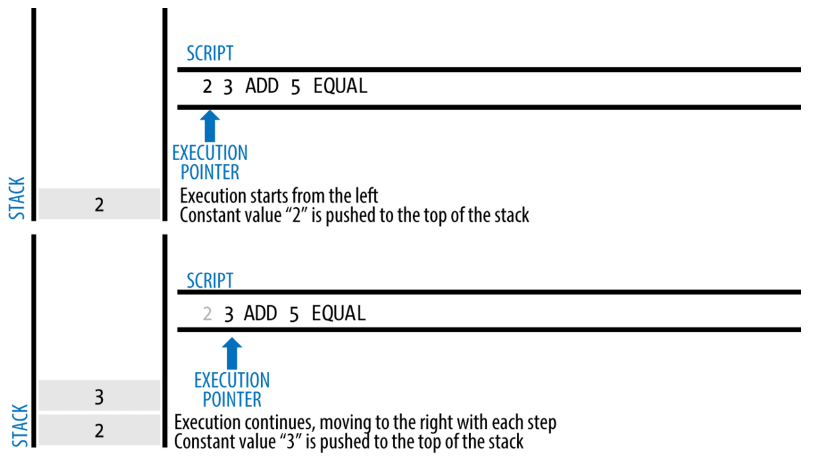 SCRIPT
2 3 ADD 5 EQUAL
EXECUTION
POINTER
STACK
2
Execution starts from the left
Constant value “2” is pushed to the top of the stack
SCRIPT
2 3 ADD 5 EQUAL
EXECUTION
POINTER
STACK
3
2
Execution continues, moving to the right with each step
Constant value “3” is pushed to the top of the stack